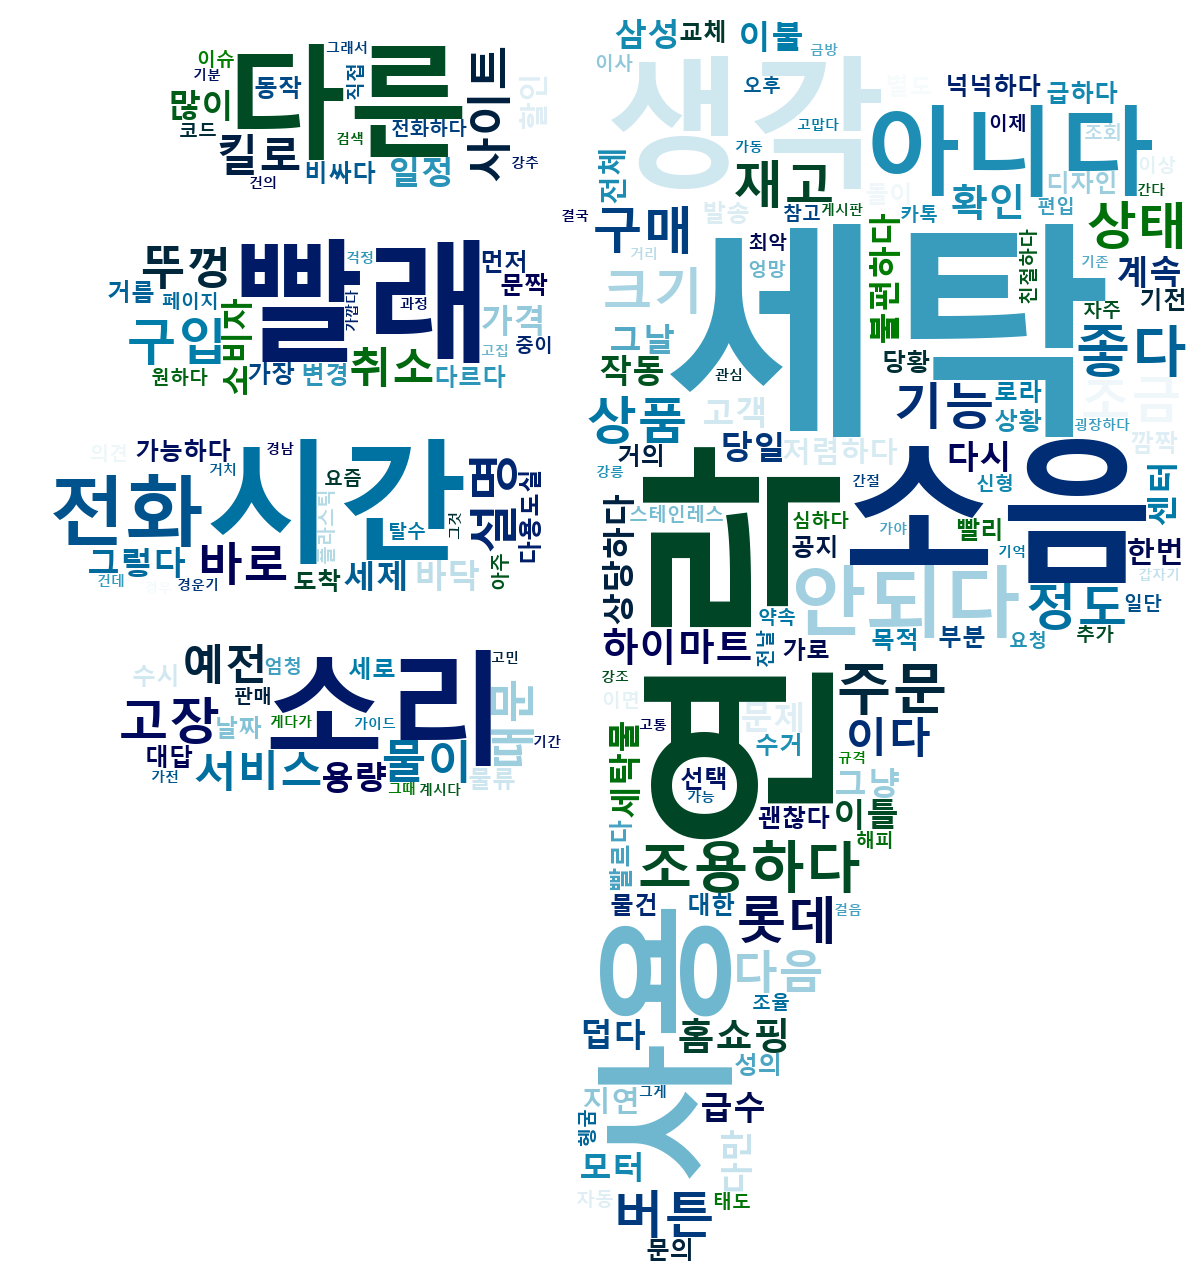 그래서
이슈
기분
다른
동작
직접
사이트
할인
많이
코드
검색
전화하다
킬로
비싸다
일정
강추
건의
뚜껑
빨래
걱정
먼저
문짝
거름
페이지
가깝다
과정
가격
구입
소비자
고집
중이
원하다
가장
변경
취소
다르다
의견
가능하다
경남
거치
시간
요즘
설명
다용도실
전화
플라스틱
탈수
그것
그렇다
바로
건데
경운기
도착
세제
바닥
아주
수시
예전
엄청
소리
세로
고민
판매
고장
날짜
게다가
가이드
때문
기간
대답
가전
서비스
용량
물이
그때
계시다
물류
삼성
교체
이불
금방
이사
생각
오후
별도
넉넉하다
급하다
고맙다
아니다
이제
조회
가동
전체
재고
들이
확인
디자인
이상
간다
결국
구매
발송
참고
게시판
카톡
편입
상태
거리
최악
세탁
불편하다
친절하다
기존
계속
크기
엉망
기전
자주
그날
작동
관심
당황
좋다
상품
고객
기능
로라
상황
조금
굉장하다
거의
당일
저렴하다
다시
깜짝
강릉
편리
간절
소음
신형
센터
스테인레스
심하다
가야
빨리
상당하다
공지
기억
한번
갑자기
안되다
정도
일단
약속
하이마트
전날
가로
목적
부분
요청
추가
강조
이면
주문
고통
문제
이다
세탁물
수거
규격
선택
가능
그냥
괜찮다
이틀
빨르다
해피
조용하다
물건
대한
롯데
걸음
사용
다음
조율
덥다
홈쇼핑
성의
지연
그게
급수
헹굼
모터
다만
자동
버튼
태도
문의